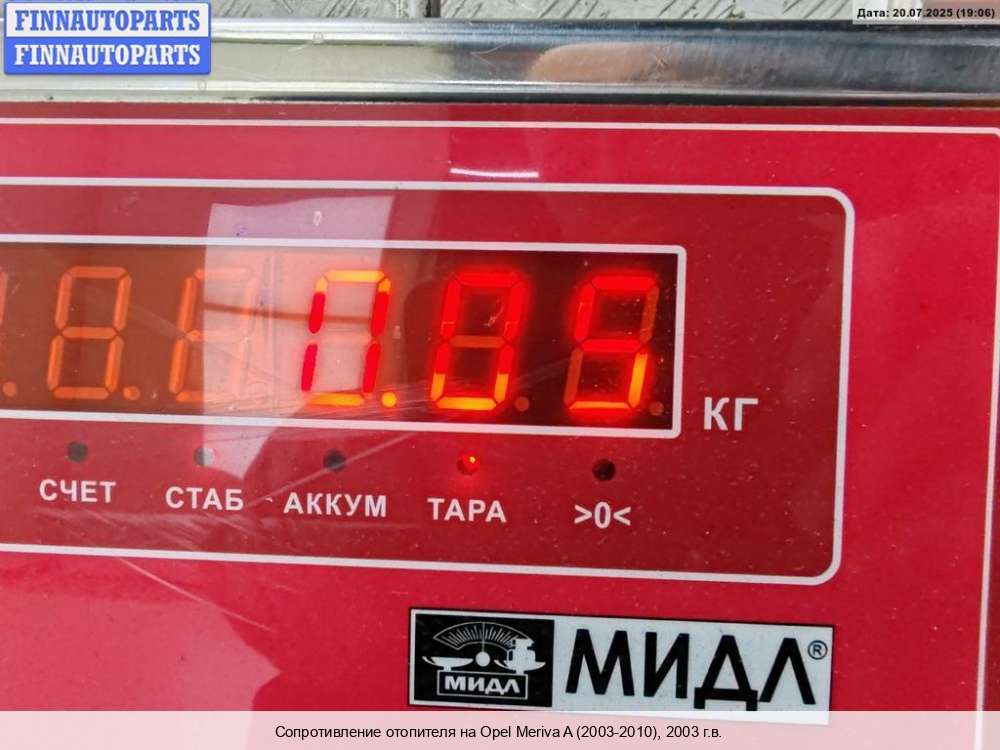 FINNAUTOPARTS
FINNAUTOPARTS
Дата: 20.07.2025 (19:06)
0.05
КГ
СЧЕТ СТАБ АККУМ ТАРА >0<
МИДЛ
МИДЛ®
Сопротивление отопителя на Opel Meriva A (2003-2010), 2003 г.в.